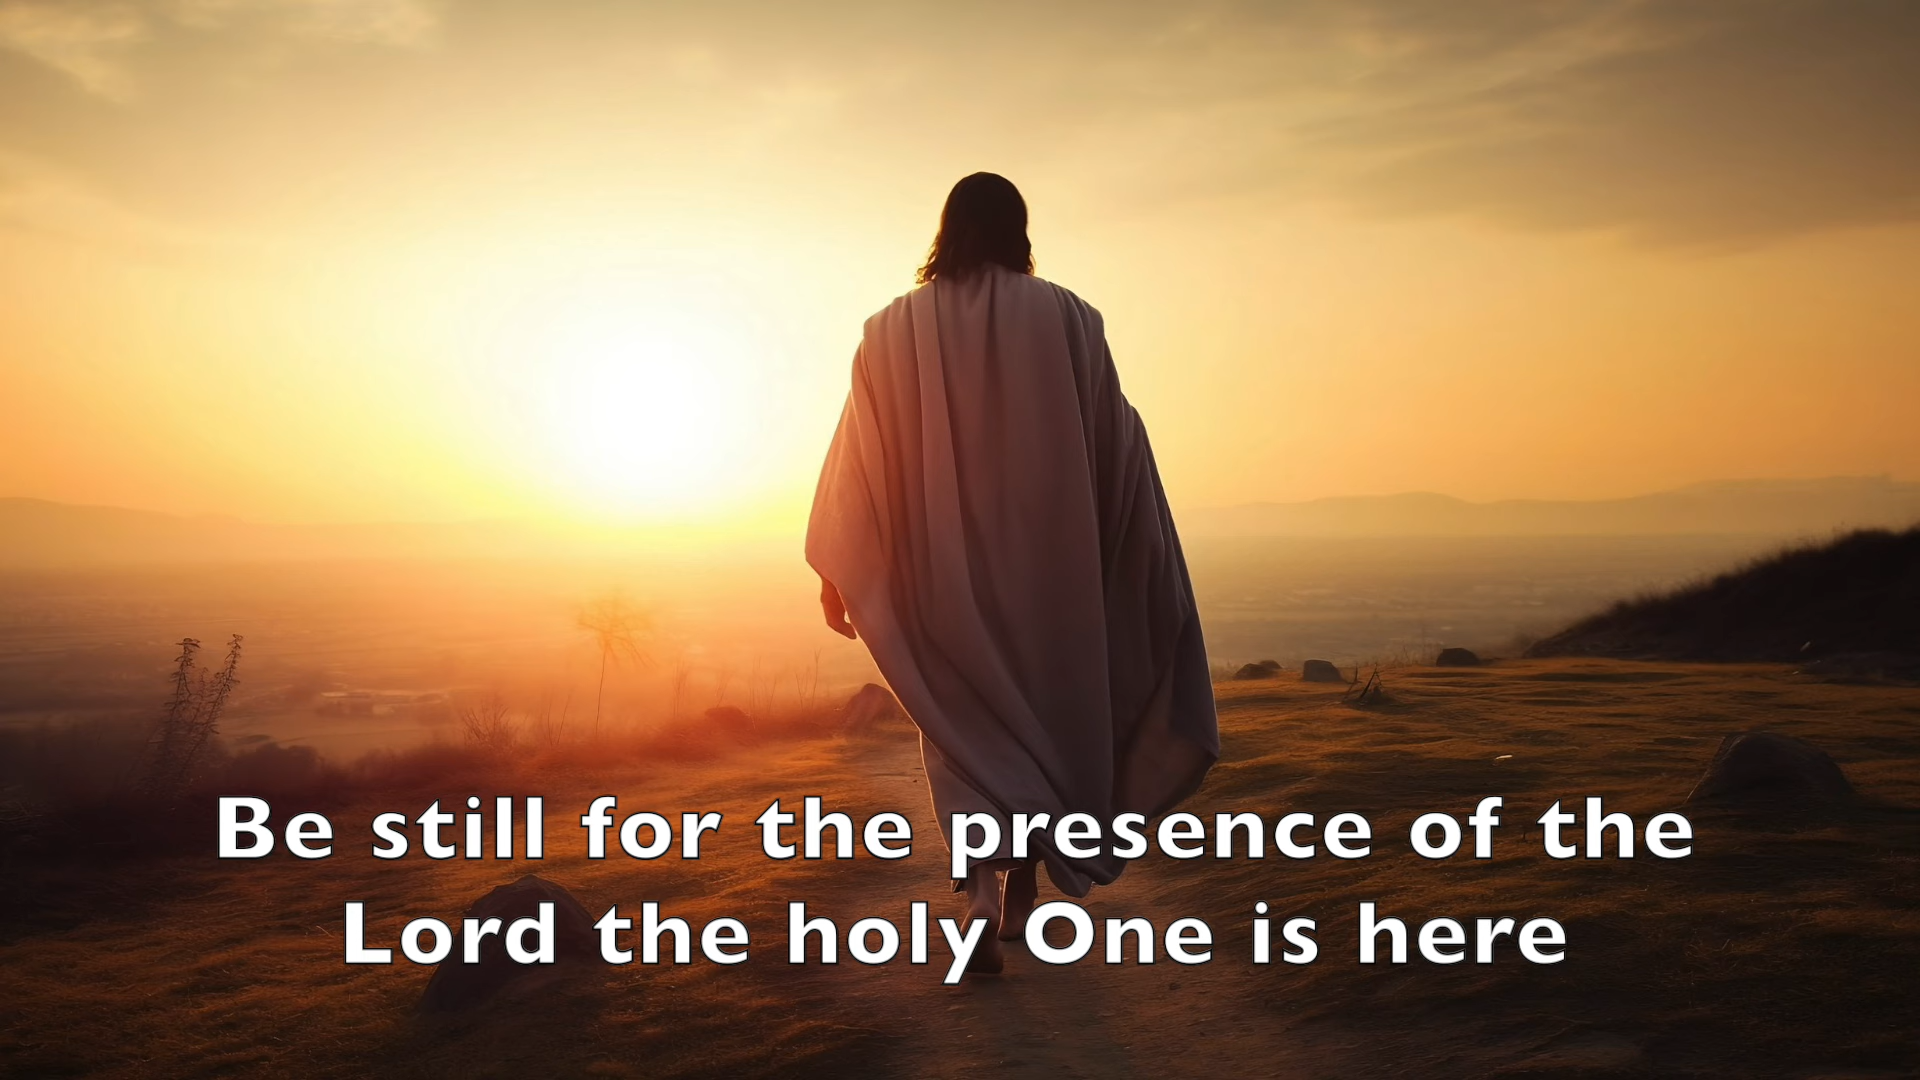 Be still for the presence of the
Lord the holy One is here